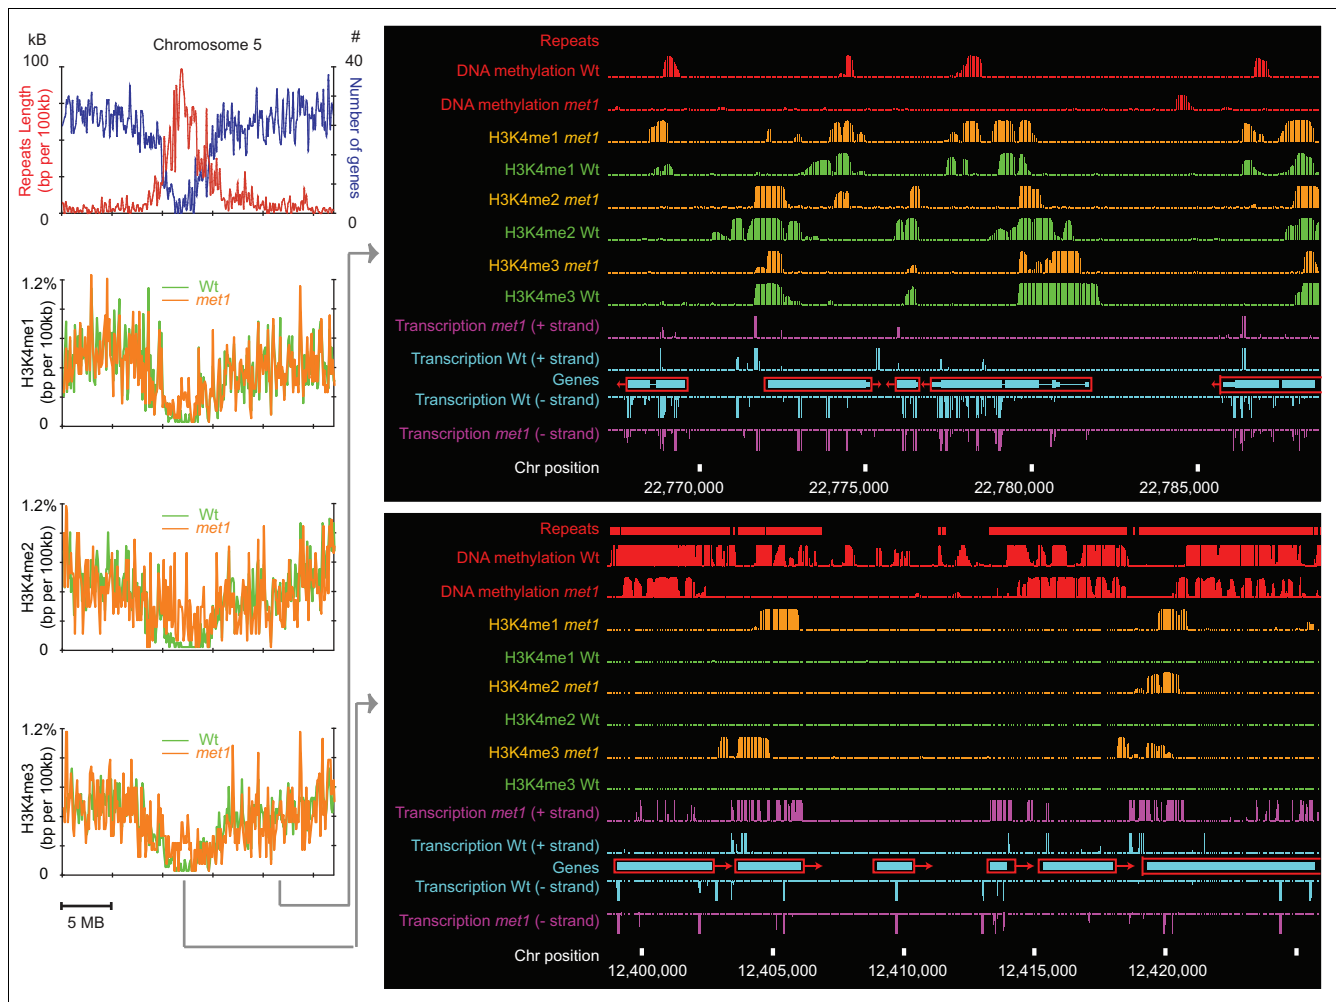 kB
Chromosome 5
#
100
40
Repeats Length
(bp per 100kb)
Number of genes
0
0
1.2%
Wt
met1
H3K4me1
(bp per 100kb)
0
1.2%
Wt
met1
H3K4me2
(bp per 100kb)
0
1.2%
Wt
met1
H3K4me3
(bp per 100kb)
0
5 MB
Repeats
DNA methylation Wt
DNA methylation met1
H3K4me1 met1
H3K4me1 Wt
H3K4me2 met1
H3K4me2 Wt
H3K4me3 met1
H3K4me3 Wt
Transcription met1 (+ strand)
Transcription Wt (+ strand)
Genes
Transcription Wt (- strand)
Transcription met1 (- strand)
Chr position
22,770,000 22,775,000 22,780,000 22,785,000
Repeats
DNA methylation Wt
DNA methylation met1
H3K4me1 met1
H3K4me1 Wt
H3K4me2 met1
H3K4me2 Wt
H3K4me3 met1
H3K4me3 Wt
Transcription met1 (+ strand)
Transcription Wt (+ strand)
Genes
Transcription Wt (- strand)
Transcription met1 (- strand)
Chr position
12,400,000 12,405,000 12,410,000 12,415,000 12,420,000